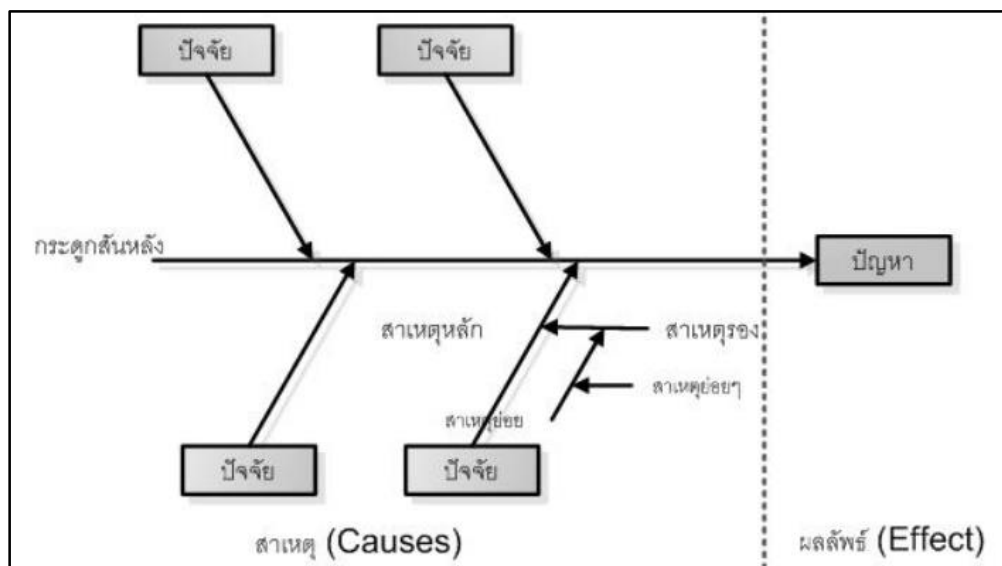 ปัจจัย
ปัจจัย
กระดูกสันหลัง
ปัญหา
สาเหตุหลัก
สาเหตุรอง
สาเหตุย่อยๆ
สาเหตุย่อย
ปัจจัย
ปัจจัย
สาเหตุ (Causes)
ผลลัพธ์ (Effect)